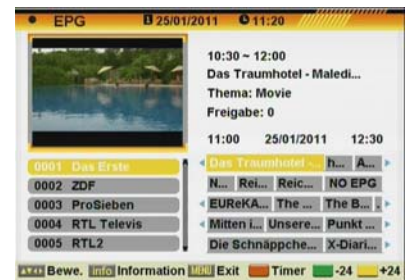 EPG 25/01/2011 11:20
10:30 ~ 12:00
Das Traumhotel - Maledi...
Thema: Movie
Freigabe: 0
11:00 25/01/2011 12:30
0001 Das Erste
Das Traumhotel -... h... A...
0002 ZDF
N... Rei... Reic... NO EPG
0003 ProSieben
EUReKA... The ... The B... .
0004 RTL Televis
Mitten i... Unsere... Punkt ...
0005 RTL2
Die Schnäppche... X-Diari...
Bewe. Info Information MENU Exit Timer -24 +24